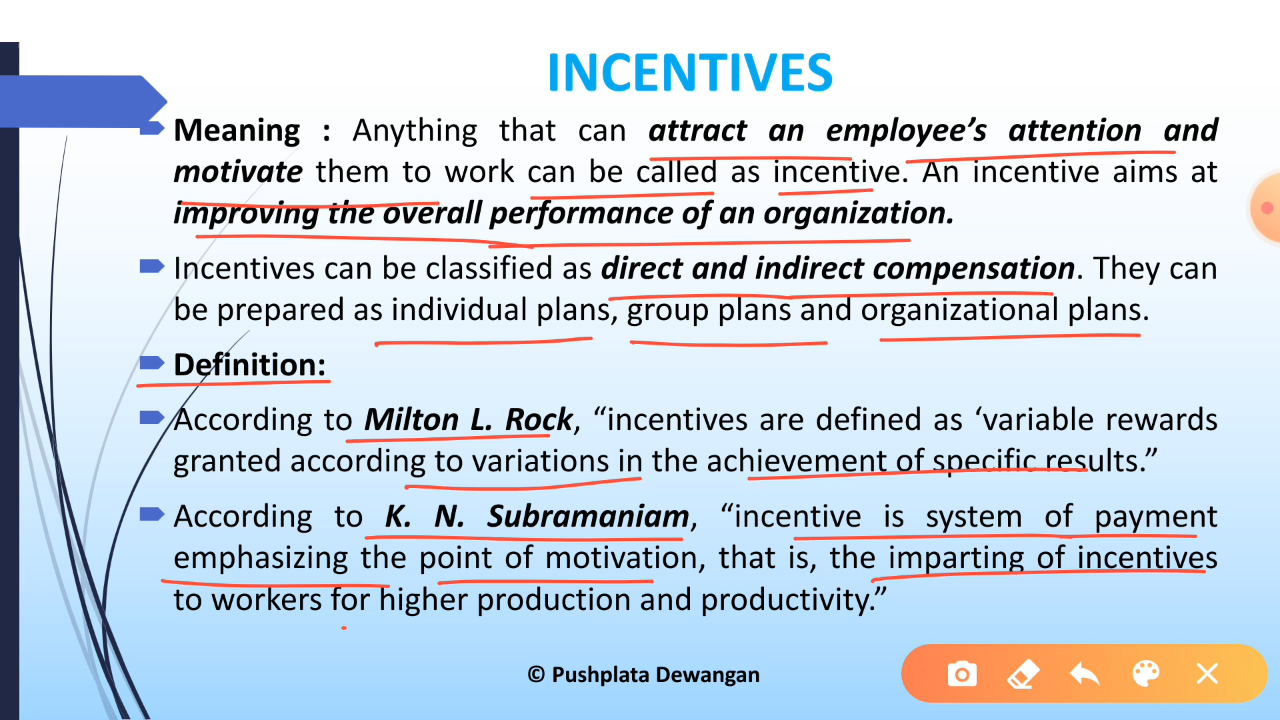 INCENTIVES
Meaning : Anything that can attract an employee’s attention and
motivate them to work can be called as incentive. An incentive aims at
improving the overall performance of an organization.
Incentives can be classified as direct and indirect compensation. They can
be prepared as individual plans, group plans and organizational plans.
Definition:
According to Milton L. Rock, “incentives are defined as ‘variable rewards
granted according to variations in the achievement of specific results.”
According to K. N. Subramaniam, “incentive is system of payment
emphasizing the point of motivation, that is, the imparting of incentives
to workers for higher production and productivity.”
© Pushplata Dewangan